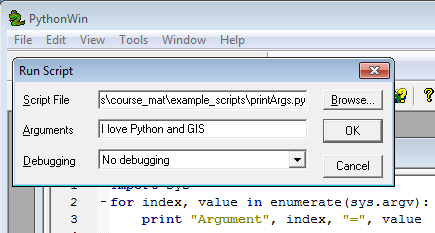 PythonWin
File Edit View Tools Window Help
Run Script
Script File s\course_mat\example_scripts\printArgs.py Browse...
Arguments I love Python and GIS OK
Debugging No debugging Cancel
1 import sys
2 -for index, value in enumerate(sys.argv):
3 print "Argument", index, "=", value